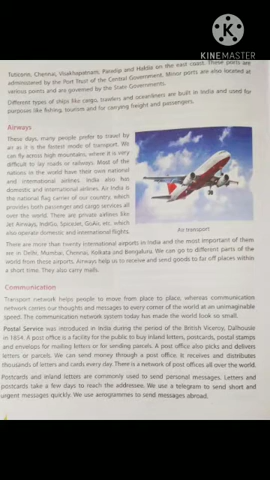 KINEMASTER
Tuticorin, Chennai, Visakhapatnam, Paradip and Haldia on the east coast. These ports are
administered by the Port Trust of the Central Government. Minor ports are also located at
various points and are governed by the State Governments.
Different types of ships like cargo, trawlers and oceanliners are built in India and used by
purposes like fishing, tourism and for carrying freight and passengers.
Airways
These days, many people prefer to travel by
air as it is the fastest mode of transport. We
can fly across high mountains, where it is very
difficult to lay roads or railways. Most of the
nations in the world have their own national
and international airlines. India also has
domestic and international airlines. Air India is
the national flag carrier of our country, which
provides both passenger and cargo services all
over the world. There are private airlines like
Jet Airways, IndiGo, SpiceJet, GoAir, etc. which
also operate domestic and international flights.
Air transport
There are more than twenty international airports in India and the most important of them
are in Delhi, Mumbai, Chennai, Kolkata and Bengaluru. We can go to different parts of the
world from those airports. Airways help us to receive and send goods to far off places within
a short time. They also carry mails.
Communication
Transport network helps people to move from place to place, whereas communication
network carries our thoughts and messages to every corner of the world at an unimaginable
speed. The communication network system today has made the world look so small.
Postal Service was introduced in India during the period of the British Viceroy, Dalhousie
in 1854. A post office is a facility for the public to buy inland letters, postcards, postal stamps
and envelops for mailing letters or for sending parcels. A post office also picks and delivers
letters or parcels. We can send money through a post office. It receives and distributes
thousands of letters and cards every day. There is a network of post offices all over the world.
Postcards and inland letters are commonly used to send personal messages. Letters and
postcards take a few days to reach the addressee. We use a telegram to send short and
urgent messages quickly. We use aerogrammes to send messages abroad.